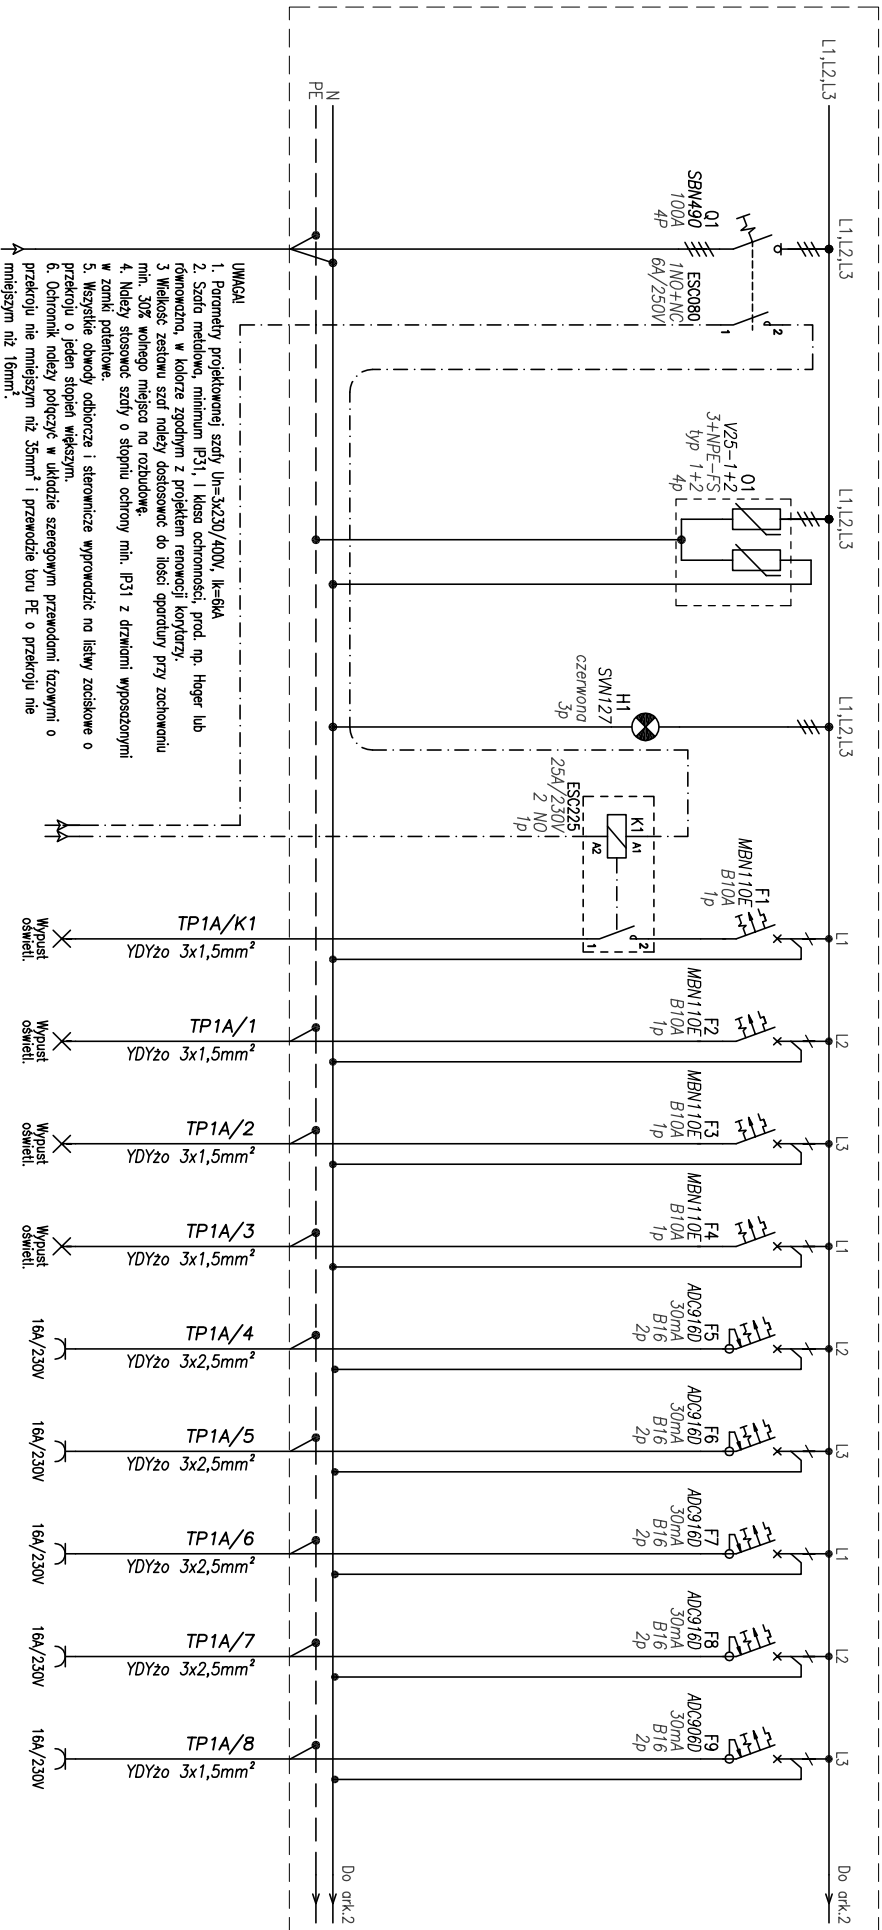 L1,L2,L3
N
PE
L1,L2,L3
Q1
SBN490
100A
4P
ESC080
1NO+NC
6A/250V
1
2
L1,L2,L3
O1
V25-1+2
3+NPE-FS
typ 1+2
4p
L1,L2,L3
H1
SVN127
czerwona
3p
K1
A1
A2
ESC225
25A/230V
2 NO
1p
1
2
L1
F1
MBN110E
B10A
1p
L2
F2
MBN110E
B10A
1p
L3
F3
MBN110E
B10A
1p
L1
F4
MBN110E
B10A
1p
L2
F5
ADC916D
30mA
B16
2p
L3
F6
ADC916D
30mA
B16
2p
L1
F7
ADC916D
30mA
B16
2p
L2
F8
ADC916D
30mA
B16
2p
L3
F9
ADC906D
30mA
B16
2p
Do ark.2
Do ark.2
TP1A/K1
YDYżo 3x1,5mm²
Wypust
oświetl.
TP1A/1
YDYżo 3x1,5mm²
Wypust
oświetl.
TP1A/2
YDYżo 3x1,5mm²
Wypust
oświetl.
TP1A/3
YDYżo 3x1,5mm²
Wypust
oświetl.
TP1A/4
YDYżo 3x2,5mm²
16A/230V
TP1A/5
YDYżo 3x2,5mm²
16A/230V
TP1A/6
YDYżo 3x2,5mm²
16A/230V
TP1A/7
YDYżo 3x2,5mm²
16A/230V
TP1A/8
YDYżo 3x1,5mm²
16A/230V
UWAGA!
1. Parametry projektowanej szafy Un=3x230/400V, Ik=6kA
2. Szafa metalowa, minimum IP31, I klasa ochronności, prod. np. Hager lub
równoważna, w kolorze zgodnym z projektem renowacji korytarzy.
3 Wielkość zestawu szaf należy dostosować do ilości aparatury przy zachowaniu
min. 30% wolnego miejsca na rozbudowę.
4. Należy stosować szafy o stopniu ochrony min. IP31 z drzwiami wyposażonymi
w zamki patentowe.
5. Wszystkie obwody odbiorcze i sterownicze wyprowadzić na listwy zaciskowe o
przekroju o jeden stopień większym.
6. Ochronnik należy połączyć w układzie szeregowym przewodami fazowymi o
przekroju nie mniejszym niż 35mm² i przewodzie toru PE o przekroju nie
mniejszym niż 16mm².